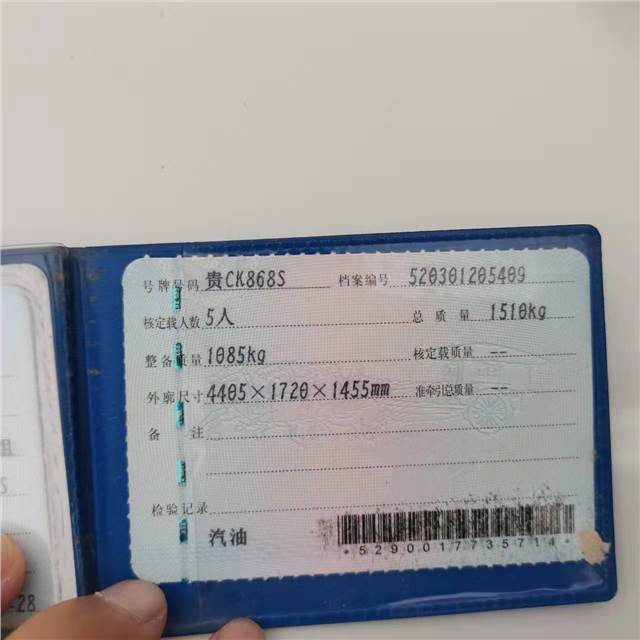 号牌号码 贵CK868S 档案编号 520301205409
核定载人数 5人 总质量 1510kg
整备质量 1085kg 核定载质量 --
外廓尺寸 4405×1720×1455mm 准牵引总质量 --
备注
检验记录
汽油
*5290017735714*
S
-28